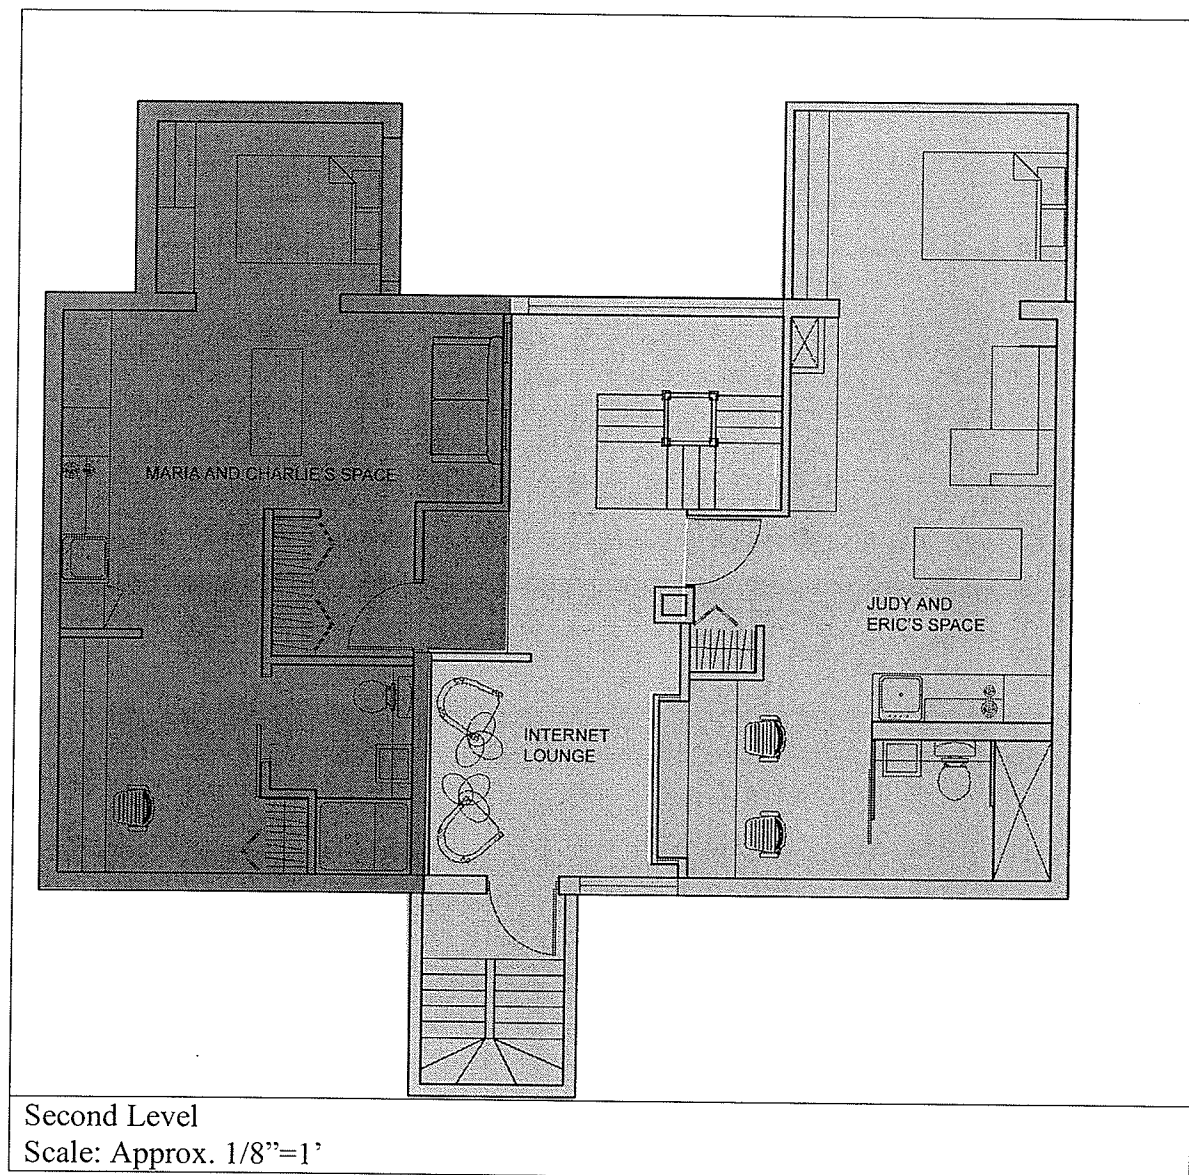 MARIA AND CHARLIE'S SPACE
JUDY AND
ERIC'S SPACE
INTERNET
LOUNGE
Second Level
Scale: Approx. 1/8”=1’